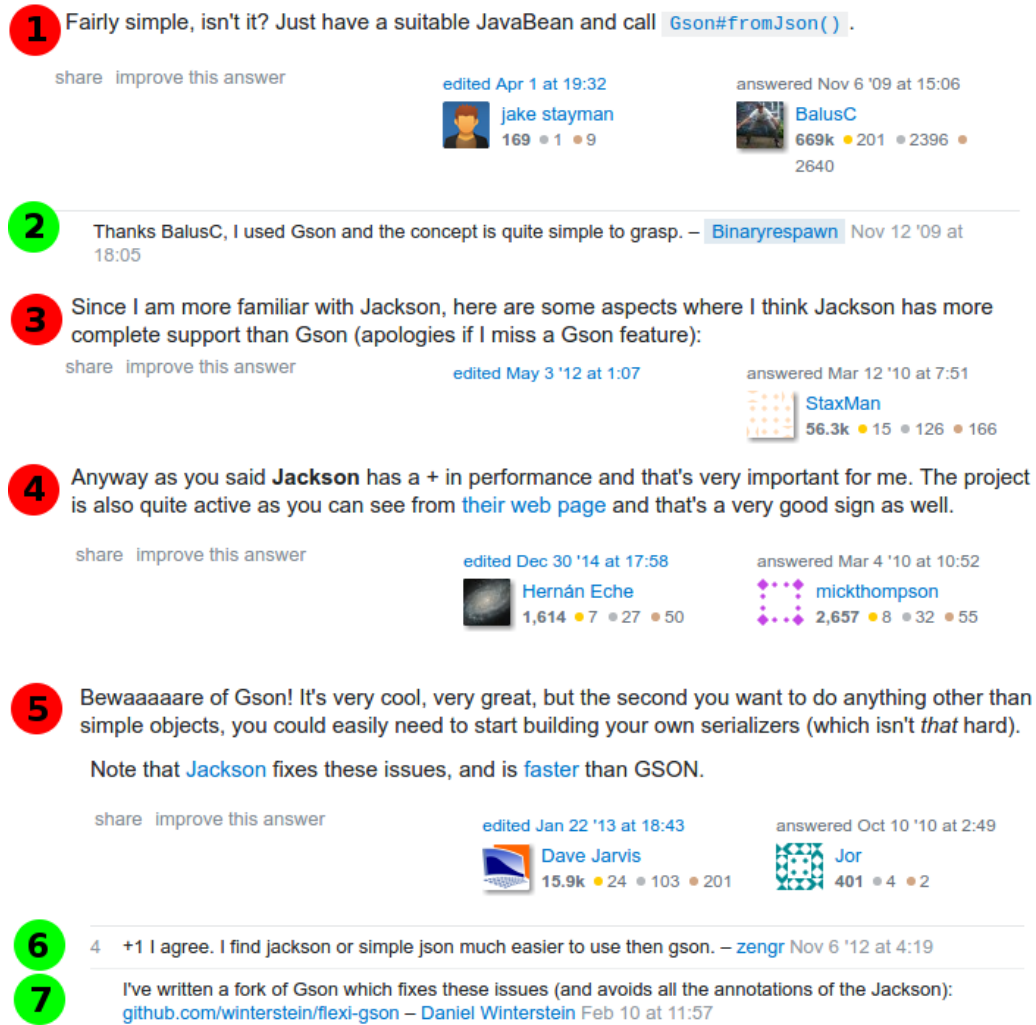 1 Fairly simple, isn't it? Just have a suitable JavaBean and call Gson#fromJson() .
share improve this answer
edited Apr 1 at 19:32
jake stayman
169 ●1 ●9
answered Nov 6 '09 at 15:06
BalusC
669k ●201 ●2396 ●
2640
2 Thanks BalusC, I used Gson and the concept is quite simple to grasp. – Binaryrespawn Nov 12 '09 at
18:05
3 Since I am more familiar with Jackson, here are some aspects where I think Jackson has more
complete support than Gson (apologies if I miss a Gson feature):
share improve this answer
edited May 3 '12 at 1:07
answered Mar 12 '10 at 7:51
StaxMan
56.3k ●15 ●126 ●166
4 Anyway as you said Jackson has a + in performance and that's very important for me. The project
is also quite active as you can see from their web page and that's a very good sign as well.
share improve this answer
edited Dec 30 '14 at 17:58
Hernán Eche
1,614 ●7 ●27 ●50
answered Mar 4 '10 at 10:52
mickthompson
2,657 ●8 ●32 ●55
5 Bewaaaaare of Gson! It's very cool, very great, but the second you want to do anything other than
simple objects, you could easily need to start building your own serializers (which isn't that hard).
Note that Jackson fixes these issues, and is faster than GSON.
share improve this answer
edited Jan 22 '13 at 18:43
Dave Jarvis
15.9k ●24 ●103 ●201
answered Oct 10 '10 at 2:49
Jor
401 ●4 ●2
6 4 +1 I agree. I find jackson or simple json much easier to use then gson. – zengr Nov 6 '12 at 4:19
7 I've written a fork of Gson which fixes these issues (and avoids all the annotations of the Jackson):
github.com/winterstein/flexi-gson – Daniel Winterstein Feb 10 at 11:57